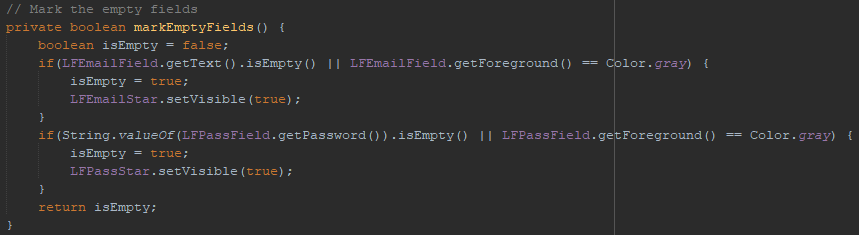 // Mark the empty fields
private boolean markEmptyFields() {
    boolean isEmpty = false;
    if(LFEmailField.getText().isEmpty() || LFEmailField.getForeground() == Color.gray) {
        isEmpty = true;
        LFEmailStar.setVisible(true);
    }
    if(String.valueOf(LFPassField.getPassword()).isEmpty() || LFPassField.getForeground() == Color.gray) {
        isEmpty = true;
        LFPassStar.setVisible(true);
    }
    return isEmpty;
}